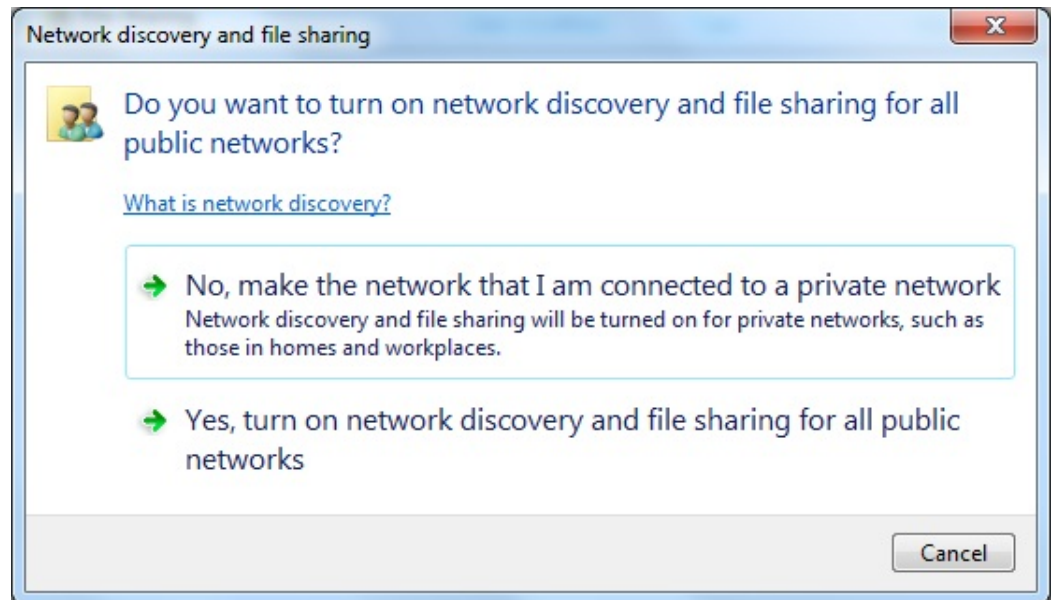 Network discovery and file sharing
Do you want to turn on network discovery and file sharing for all
public networks?
What is network discovery?
No, make the network that I am connected to a private network
Network discovery and file sharing will be turned on for private networks, such as
those in homes and workplaces.
Yes, turn on network discovery and file sharing for all public
networks
Cancel